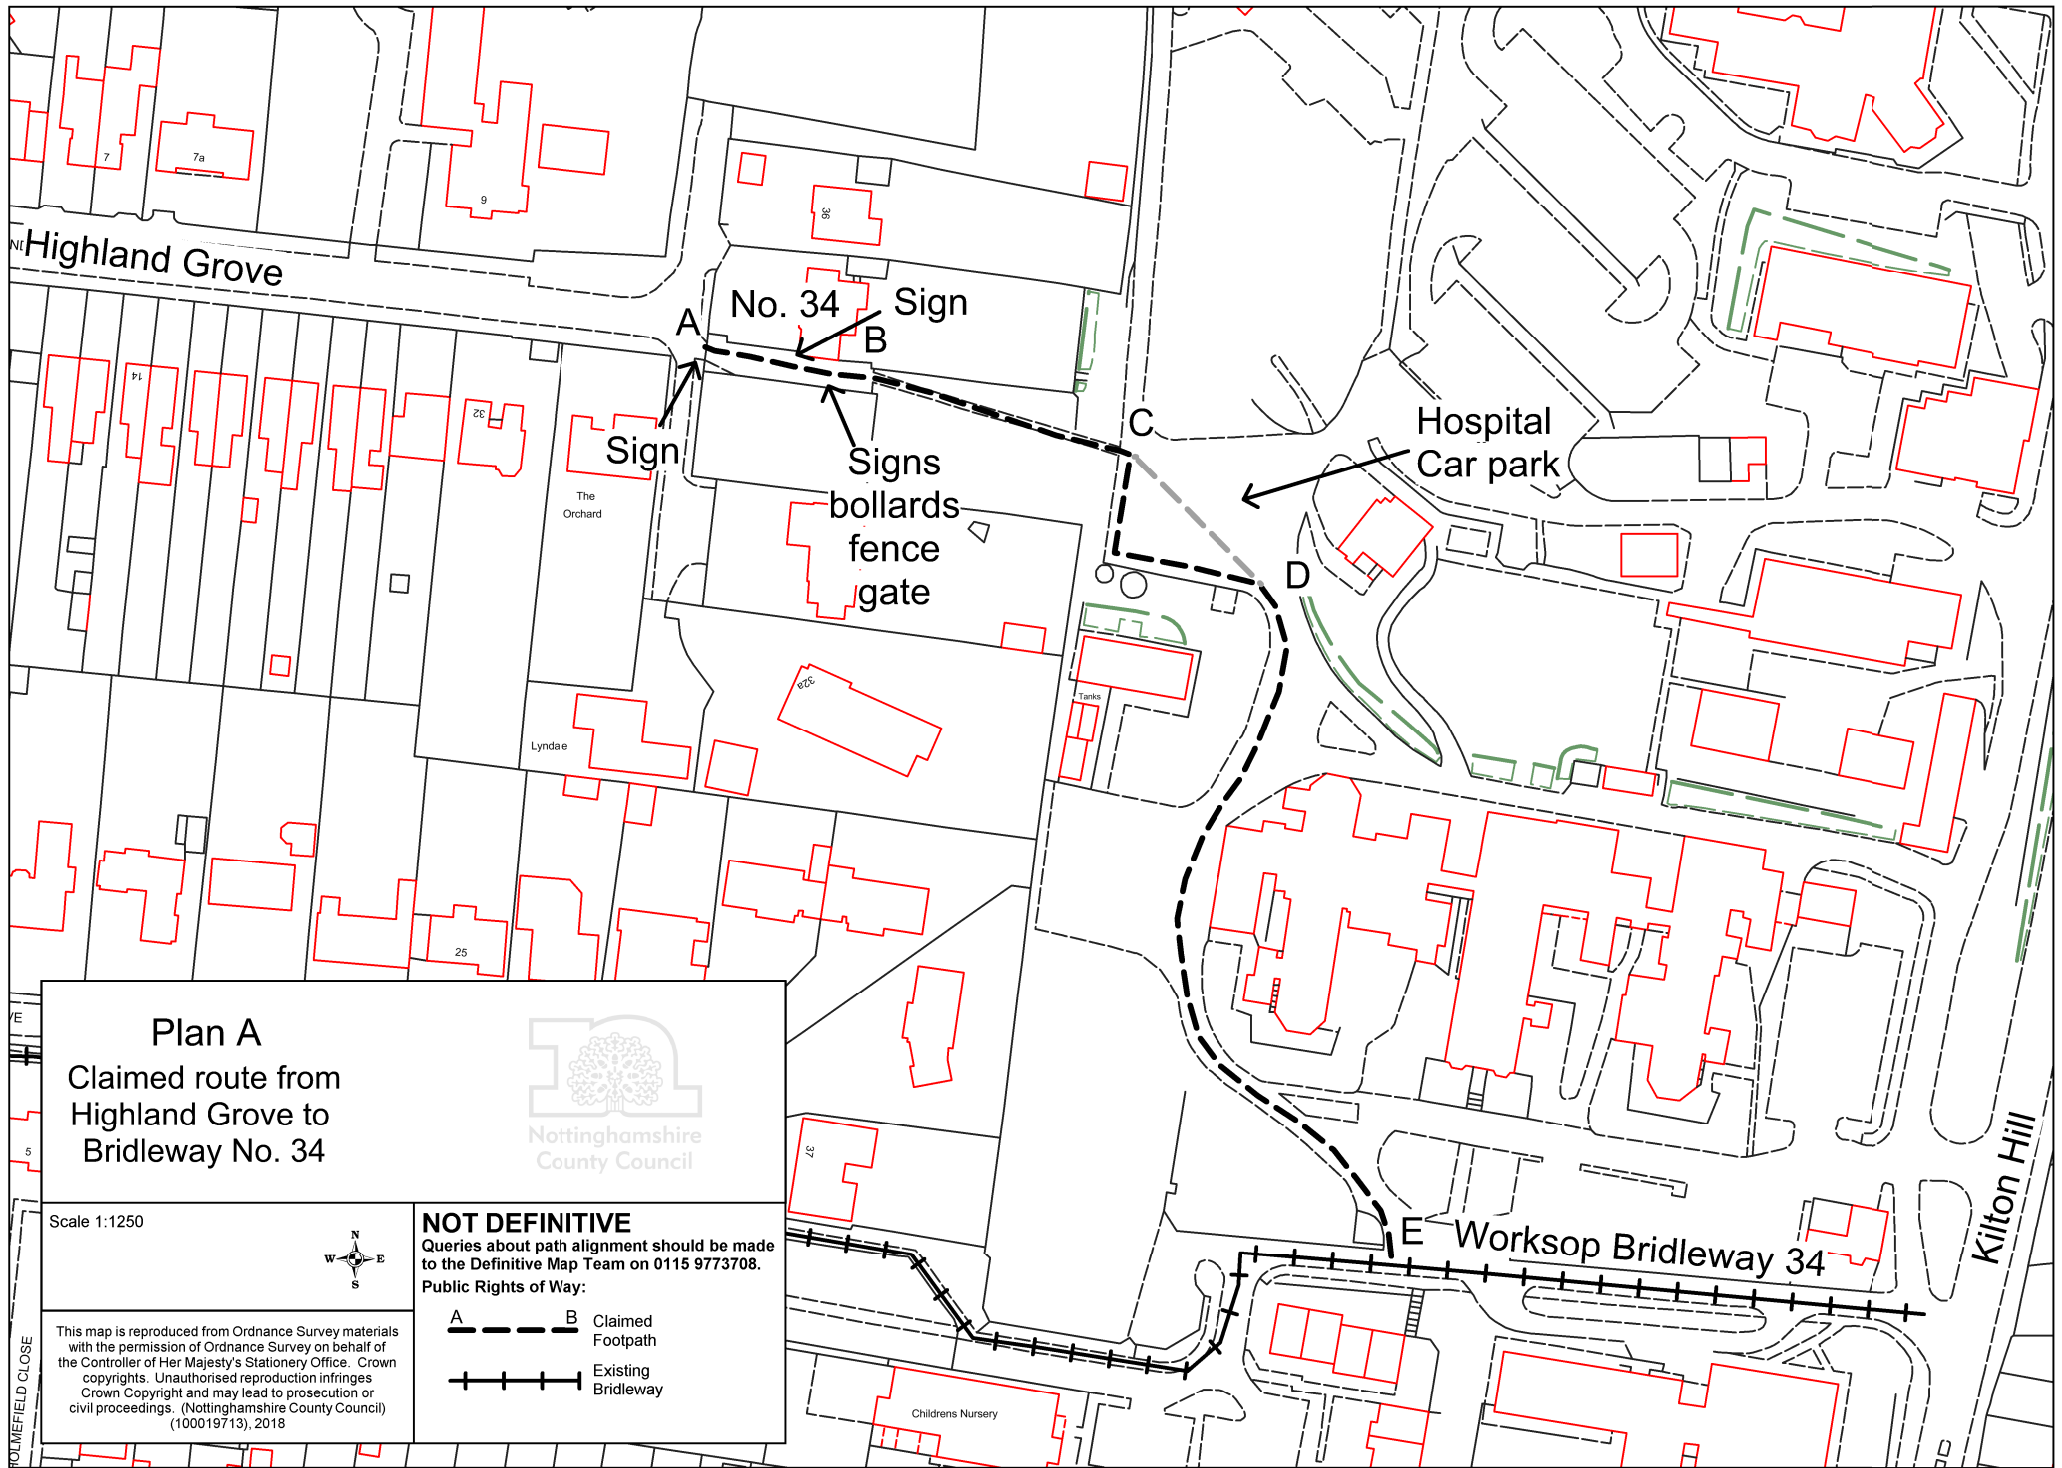 7
7a
9
36
Highland Grove
No. 34
Sign
A
B
14
32
Sign
The
Orchard
Signs
bollards
fence
gate
C
Hospital
Car park
D
32a
Tanks
Lyndae
25
Plan A
Claimed route from
Highland Grove to
Bridleway No. 34
Nottinghamshire
County Council
5
37
Scale 1:1250
N
W E
S
NOT DEFINITIVE
Queries about path alignment should be made
to the Definitive Map Team on 0115 9773708.
Public Rights of Way:
A B
Claimed
Footpath
Existing
Bridleway
This map is reproduced from Ordnance Survey materials
with the permission of Ordnance Survey on behalf of
the Controller of Her Majesty's Stationery Office. Crown
copyrights. Unauthorised reproduction infringes
Crown Copyright and may lead to prosecution or
civil proceedings. (Nottinghamshire County Council)
(100019713), 2018
HOLMEFIELD CLOSE
E
Worksop Bridleway 34
Kilton Hill
Childrens Nursery